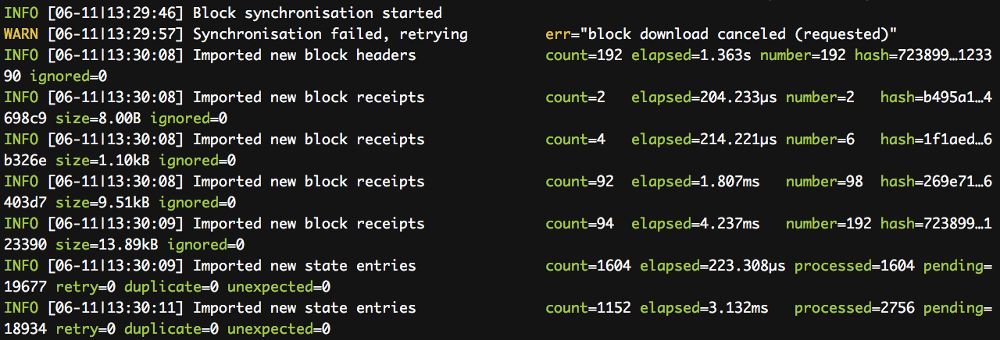 INFO [06-11|13:29:46] Block synchronisation started
WARN [06-11|13:29:57] Synchronisation failed, retrying         err="block download canceled (requested)"
INFO [06-11|13:30:08] Imported new block headers               count=192 elapsed=1.363s number=192 hash=723899…1233
90 ignored=0
INFO [06-11|13:30:08] Imported new block receipts              count=2   elapsed=204.233µs number=2   hash=b495a1…4
698c9 size=8.00B ignored=0
INFO [06-11|13:30:08] Imported new block receipts              count=4   elapsed=214.221µs number=6   hash=1f1aed…6
b326e size=1.10kB ignored=0
INFO [06-11|13:30:08] Imported new block receipts              count=92  elapsed=1.807ms   number=98  hash=269e71…6
403d7 size=9.51kB ignored=0
INFO [06-11|13:30:09] Imported new block receipts              count=94  elapsed=4.237ms   number=192 hash=723899…1
23390 size=13.89kB ignored=0
INFO [06-11|13:30:09] Imported new state entries               count=1604 elapsed=223.308µs processed=1604 pending=
19677 retry=0 duplicate=0 unexpected=0
INFO [06-11|13:30:11] Imported new state entries               count=1152 elapsed=3.132ms   processed=2756 pending=
18934 retry=0 duplicate=0 unexpected=0